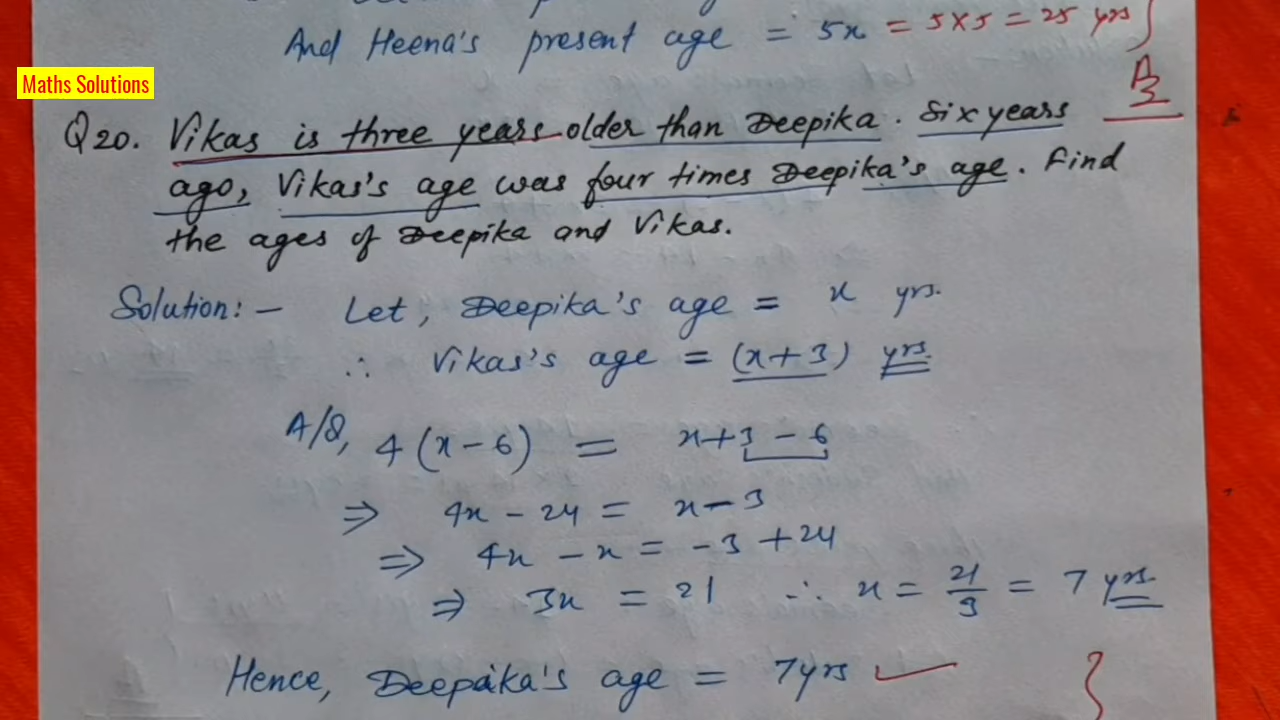 And Heena's present age = 5x = 5×5 = 25 yrs
Maths Solutions
Q20. Vikas is three years older than Deepika. Six years
ago, Vikas's age was four times Deepika's age. Find
the ages of Deepika and Vikas.
Solution:- Let, Deepika's age = x yrs.
∴ Vikas's age = (x+3) yrs.
A/Q, 4(x-6) = x+3-6
⇒ 4x - 24 = x-3
⇒ 4x - x = -3 +24
⇒ 3x = 21 ∴ x = 21/3 = 7 yrs.
Hence, Deepika's age = 7yrs